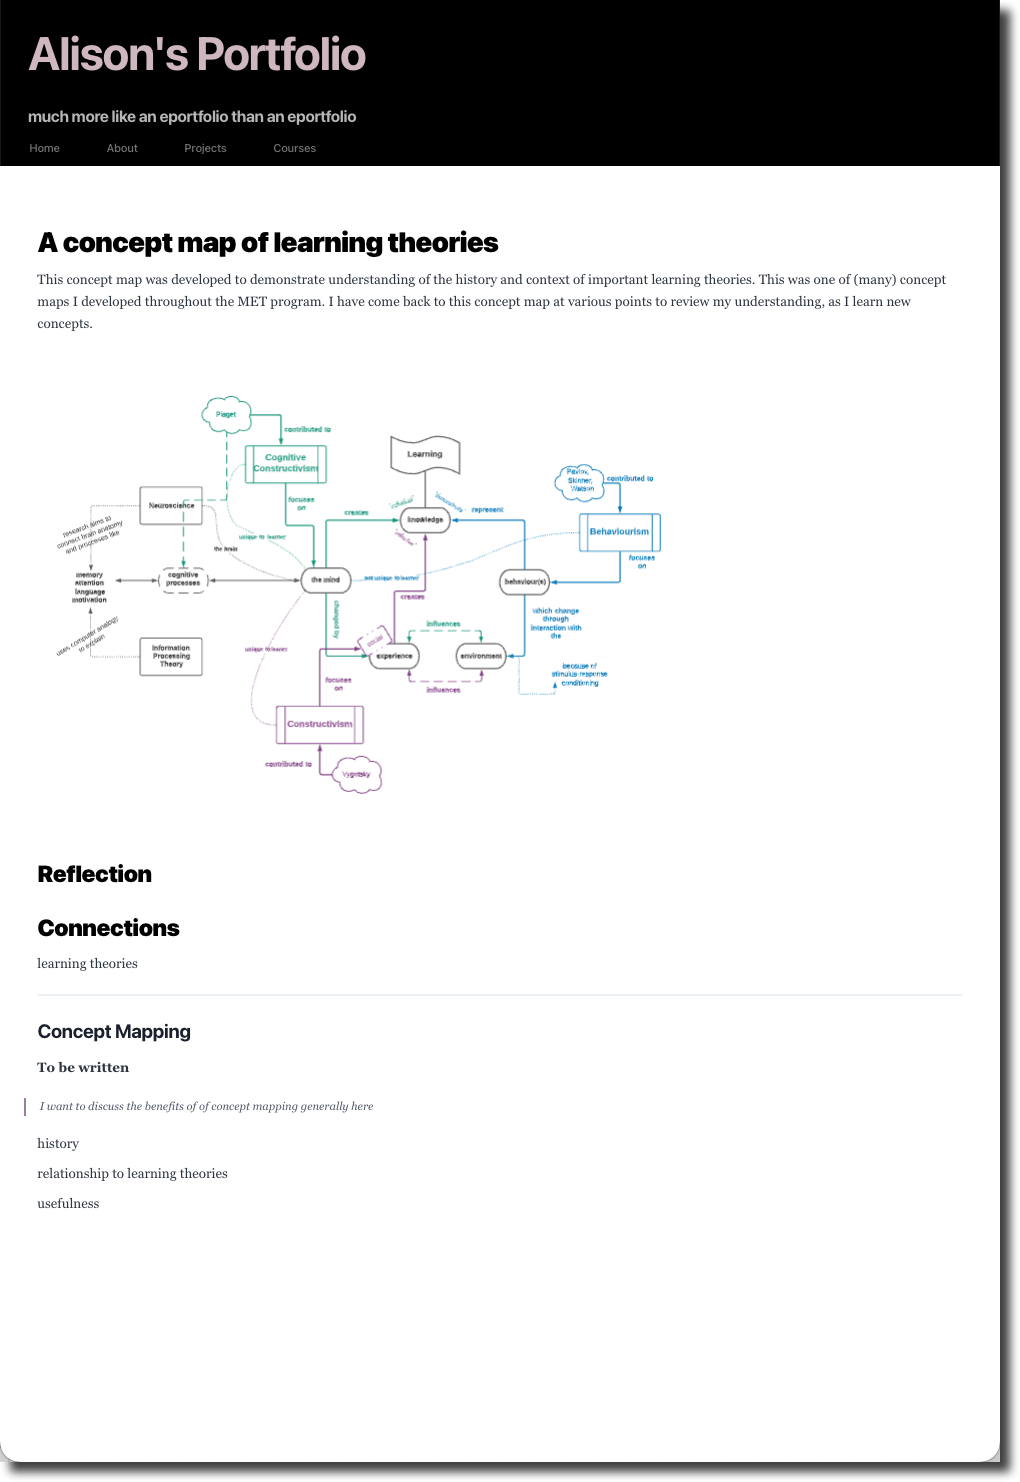 Alison's Portfolio
much more like an eportfolio than an eportfolio
Home About Projects Courses
A concept map of learning theories
This concept map was developed to demonstrate understanding of the history and context of important learning theories. This was one of (many) concept
maps I developed throughout the MET program. I have come back to this concept map at various points to review my understanding, as I learn new
concepts.
Piaget
contributed to
Cognitive
Constructivism
Learning
Pavlov,
Skinner,
Watson
contributed to
Neuroscience
focuses
on
creates
knowledge
represent
Behaviourism
research aims to
connect brain anatomy
and processes like
unique to learner
the brain
focuses
on
memory
attention
language
motivation
cognitive
processes
the mind
not unique to learner
behaviour(s)
creates
changed by
which change
through
interaction with
the
uses computer analogy
to explain
influences
social
Information
Processing
Theory
unique to learner
experience
environment
because of
stimulus-response
conditioning
focuses
on
influences
Constructivism
contributed to
Vygotsky
Reflection
Connections
learning theories
Concept Mapping
To be written
I want to discuss the benefits of of concept mapping generally here
history
relationship to learning theories
usefulness